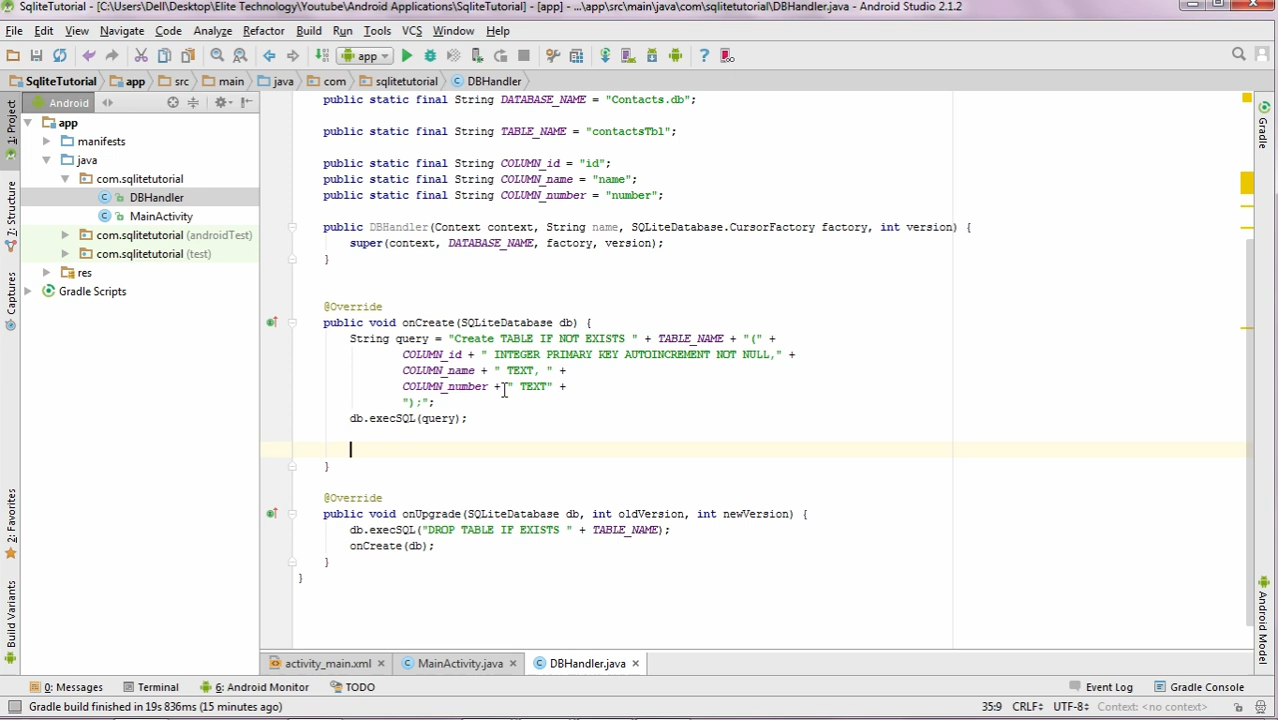 SqliteTutorial - [C:\Users\Dell\Desktop\Elite Technology\Youtube\Android Applications\SqliteTutorial] - [app] - ...\app\src\main\java\com\sqlitetutorial\DBHandler.java - Android Studio 2.1.2
File Edit View Navigate Code Analyze Refactor Build Run Tools VCS Window Help
app
SqliteTutorial app src main java com sqlitetutorial DBHandler
Android
1: Project
Z: Structure
Captures
2: Favorites
Build Variants
app
manifests
java
com.sqlitetutorial
DBHandler
MainActivity
com.sqlitetutorial (androidTest)
com.sqlitetutorial (test)
res
Gradle Scripts
public static final String DATABASE_NAME = "Contacts.db";
public static final String TABLE_NAME = "contactsTbl";
public static final String COLUMN_id = "id";
public static final String COLUMN_name = "name";
public static final String COLUMN_number = "number";
public DBHandler(Context context, String name, SQLiteDatabase.CursorFactory factory, int version) {
super(context, DATABASE_NAME, factory, version);
}
@Override
public void onCreate(SQLiteDatabase db) {
String query = "Create TABLE IF NOT EXISTS " + TABLE_NAME + "(" +
COLUMN_id + " INTEGER PRIMARY KEY AUTOINCREMENT NOT NULL," +
COLUMN_name + " TEXT, " +
COLUMN_number + " TEXT" +
");";
db.execSQL(query);
}
@Override
public void onUpgrade(SQLiteDatabase db, int oldVersion, int newVersion) {
db.execSQL("DROP TABLE IF EXISTS " + TABLE_NAME);
onCreate(db);
}
}
Gradle
Android Model
activity_main.xml MainActivity.java DBHandler.java
0: Messages Terminal 6: Android Monitor TODO Event Log Gradle Console
Gradle build finished in 19s 836ms (15 minutes ago) 35:9 CRLF UTF-8 Context: <no context>